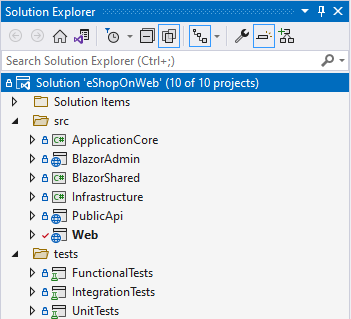 Solution Explorer
Search Solution Explorer (Ctrl+;)
Solution 'eShopOnWeb' (10 of 10 projects)
Solution Items
src
C# ApplicationCore
BlazorAdmin
C# BlazorShared
C# Infrastructure
PublicApi
Web
tests
FunctionalTests
IntegrationTests
UnitTests